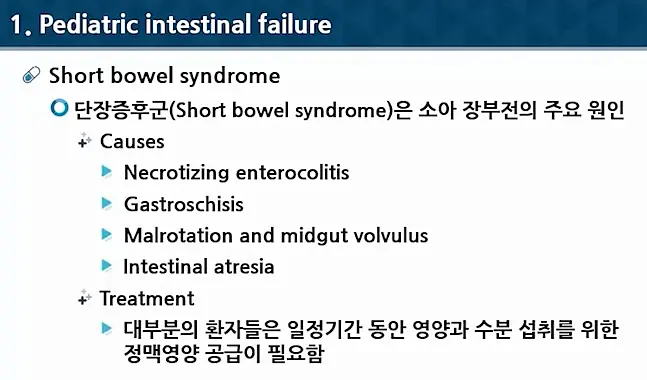 1. Pediatric intestinal failure
Short bowel syndrome
단장증후군(Short bowel syndrome)은 소아 장부전의 주요 원인
Causes
Necrotizing enterocolitis
Gastroschisis
Malrotation and midgut volvulus
Intestinal atresia
Treatment
대부분의 환자들은 일정기간 동안 영양과 수분 섭취를 위한
정맥영양 공급이 필요함